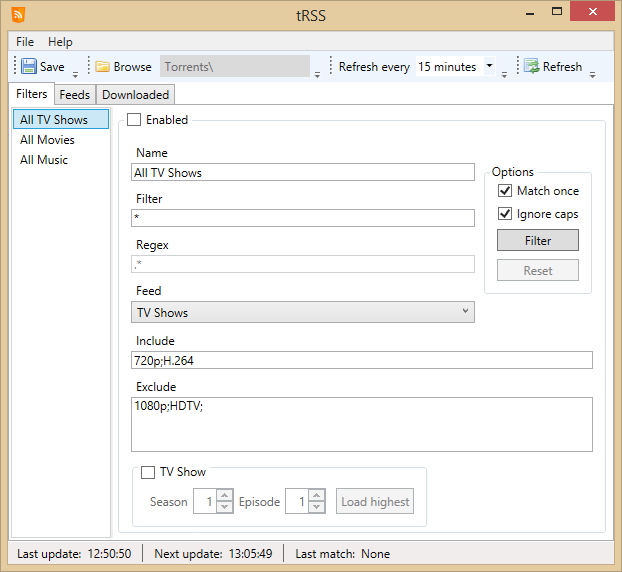 tRSS
File Help
Save Browse Torrents\ Refresh every 15 minutes Refresh
Filters Feeds Downloaded
All TV Shows
All Movies
All Music
Enabled
Name
All TV Shows
Filter
*
Regex
.*
Feed
TV Shows
Options
Match once
Ignore caps
Filter
Reset
Include
720p;H.264
Exclude
1080p;HDTV;
TV Show
Season 1 Episode 1 Load highest
Last update: 12:50:50 Next update: 13:05:49 Last match: None